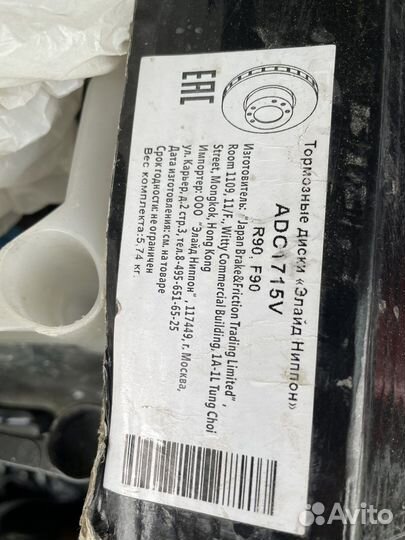 Тормозные диски «Элайд Ниппон»
ADC1715V
R90 F90
Изготовитель: "Japan Brake&Friction Trading Limited",
Room 1109, 11/F., Witty Commercial Building, 1A-1L Tung Choi
Street, Mongkok, Hong Kong
Импортер: ООО "Элайд Ниппон", 117449, г. Москва,
ул. Карьер, д.2 стр.3, тел.8-495-651-65-25
Дата изготовления: см. на товаре
Срок годности: не ограничен
Вес комплекта: 5,74 кг.
EAC
Avito